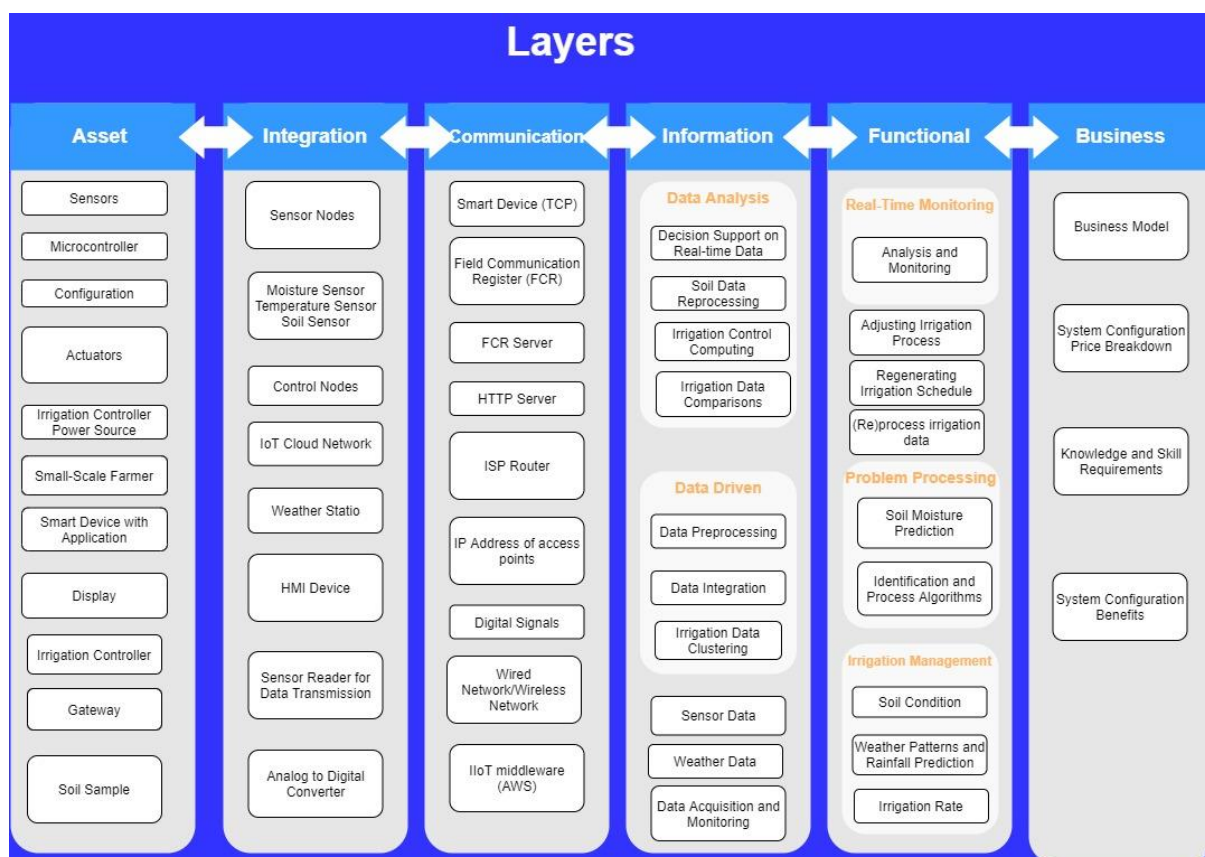 Layers
Asset
Integration
Communication
Information
Functional
Business
Sensors
Microcontroller
Configuration
Actuators
Irrigation Controller
Power Source
Small-Scale Farmer
Smart Device with
Application
Display
Irrigation Controller
Gateway
Soil Sample
Sensor Nodes
Moisture Sensor
Temperature Sensor
Soil Sensor
Control Nodes
IoT Cloud Network
Weather Statio
HMI Device
Sensor Reader for
Data Transmission
Analog to Digital
Converter
Smart Device (TCP)
Field Communication
Register (FCR)
FCR Server
HTTP Server
ISP Router
IP Address of access
points
Digital Signals
Wired
Network/Wireless
Network
IIoT middleware
(AWS)
Data Analysis
Decision Support on
Real-time Data
Soil Data
Reprocessing
Irrigation Control
Computing
Irrigation Data
Comparisons
Data Driven
Data Preprocessing
Data Integration
Irrigation Data
Clustering
Sensor Data
Weather Data
Data Acquisition and
Monitoring
Real-Time Monitoring
Analysis and
Monitoring
Adjusting Irrigation
Process
Regenerating
Irrigation Schedule
(Re)process irrigation
data
Problem Processing
Soil Moisture
Prediction
Identification and
Process Algorithms
Irrigation Management
Soil Condition
Weather Patterns and
Rainfall Prediction
Irrigation Rate
Business Model
System Configuration
Price Breakdown
Knowledge and Skill
Requirements
System Configuration
Benefits